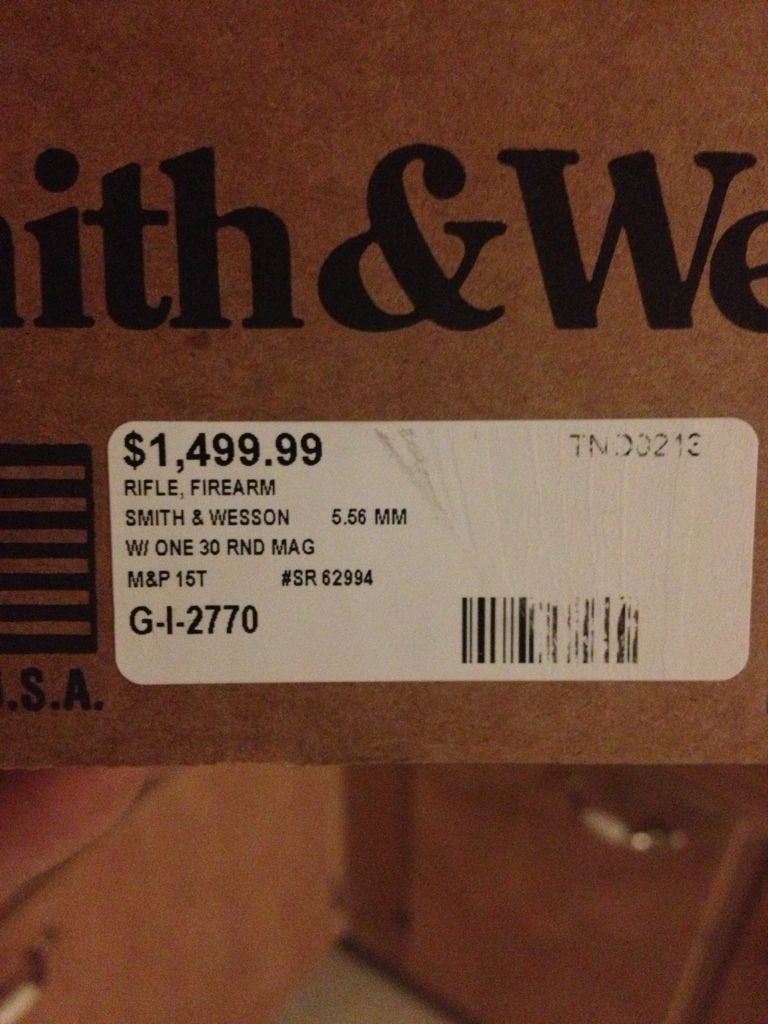 ith & We
$1,499.99
RIFLE, FIREARM
SMITH & WESSON 5.56 MM
W/ ONE 30 RND MAG
M&P 15T #SR 62994
G-I-2770
.S.A.